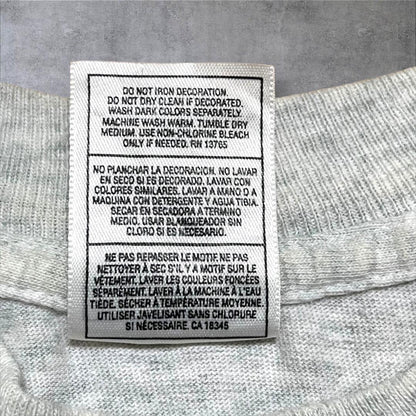 DO NOT IRON DECORATION.
DO NOT DRY CLEAN IF DECORATED.
WASH DARK COLORS SEPARATELY.
MACHINE WASH WARM. TUMBLE DRY
MEDIUM. USE NON-CHLORINE BLEACH
ONLY IF NEEDED. RN 13765
NO PLANCHAR LA DECORACION. NO LAVAR
EN SECO SI ES DECORADO. LAVAR CON
COLORES SIMILARES. LAVAR A MANO O A
MAQUINA CON DETERGENTE Y AGUA TIBIA.
SECAR EN SECADORA A TERMINO
MEDIO. USAR BLANQUEADOR SIN
CLORO SI ES NECESARIO.
NE PAS REPASSER LE MOTIF. NE PAS
NETTOYER À SEC S'IL Y A MOTIF SUR LE
VÊTEMENT. LAVER LES COULEURS FONCÉES
SÉPARÉMENT. LAVER À LA MACHINE À L'EAU
TIÈDE. SÉCHER À TEMPÉRATURE MOYENNE.
UTILISER JAVELISANT SANS CHLORURE
SI NÉCESSAIRE. CA 18345